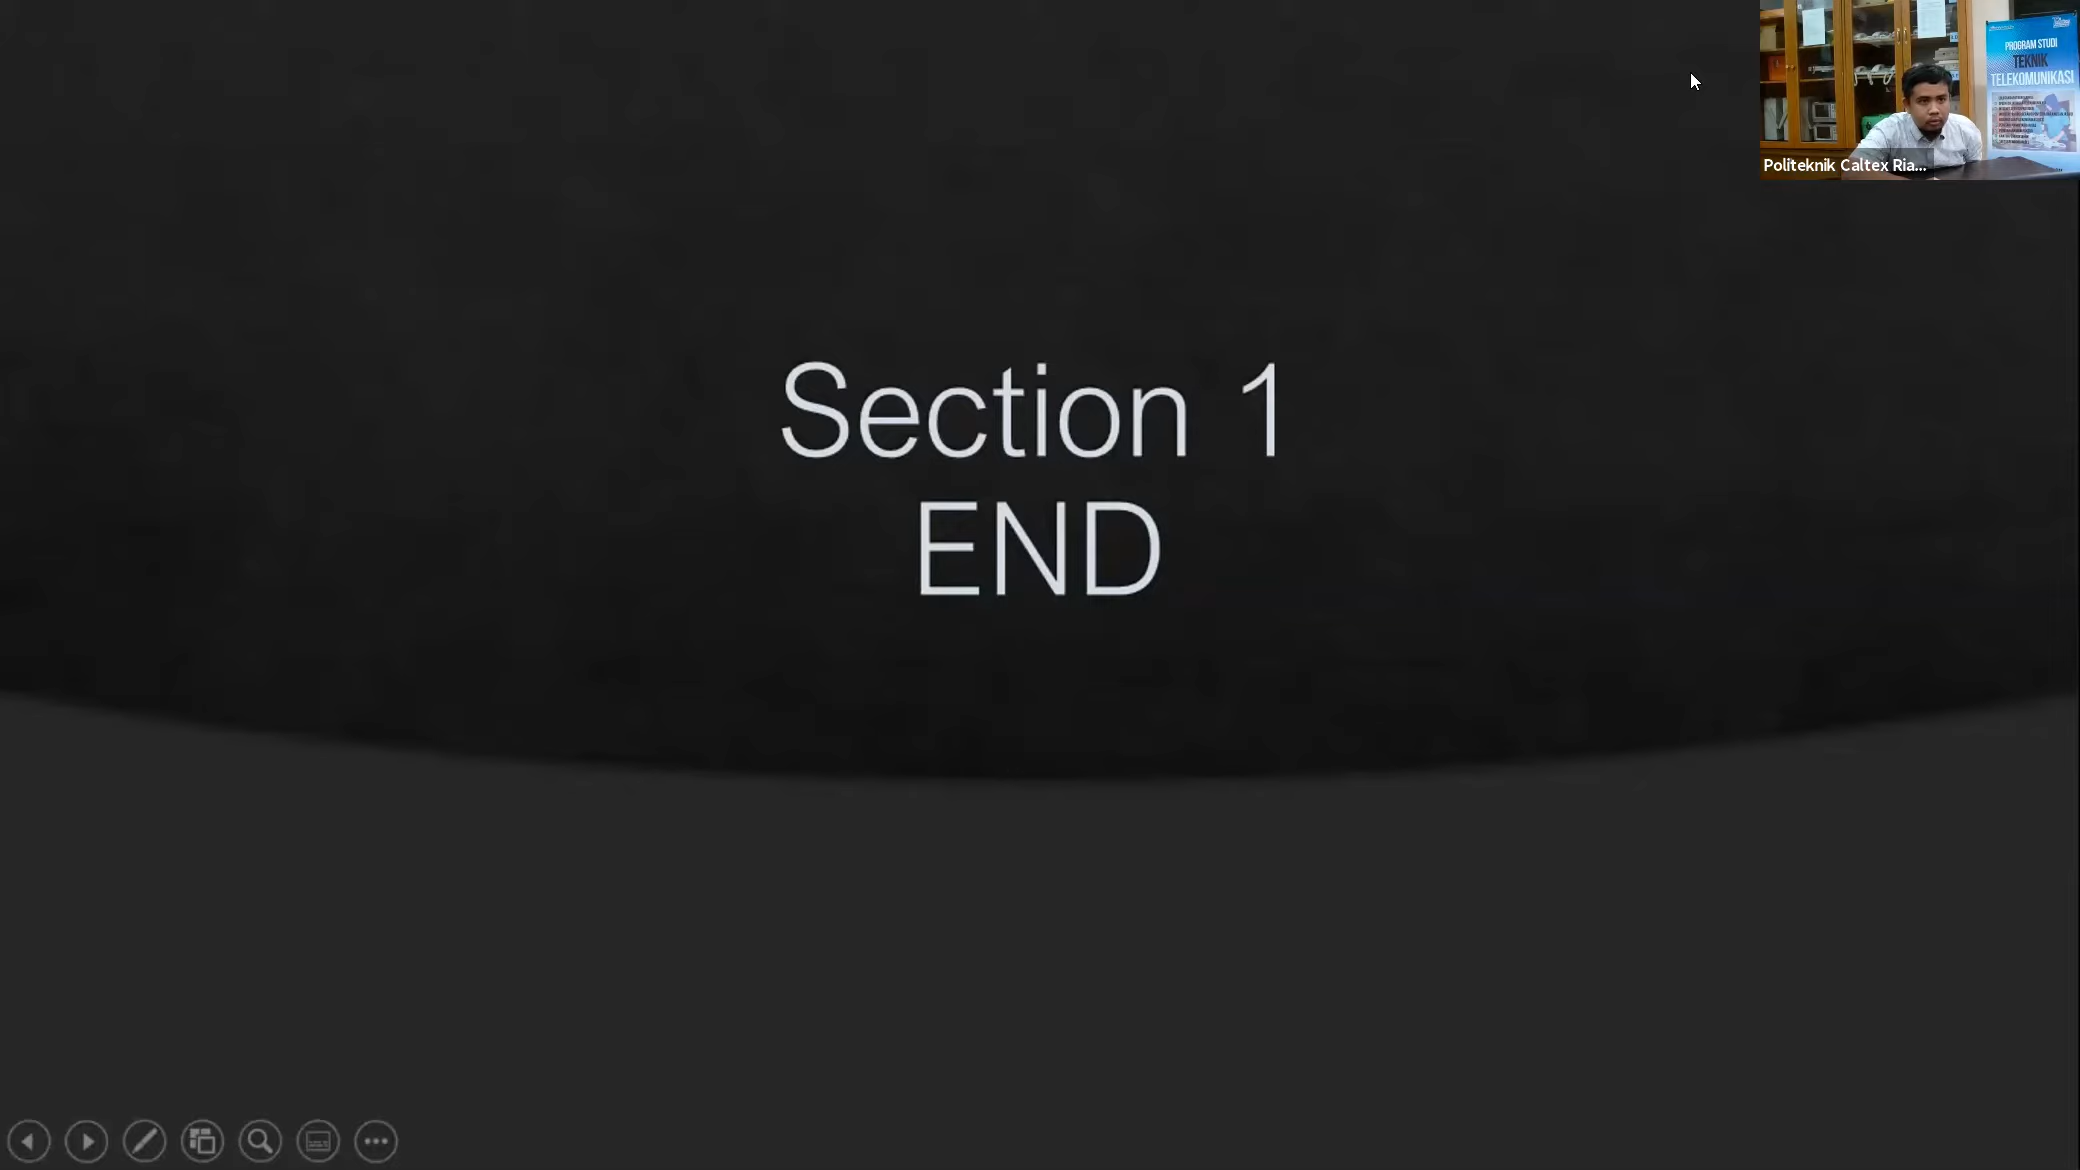 PROGRAM STUDI
TEKNIK
TELEKOMUNIKASI
Politeknik Caltex Ria...
Section 1
END